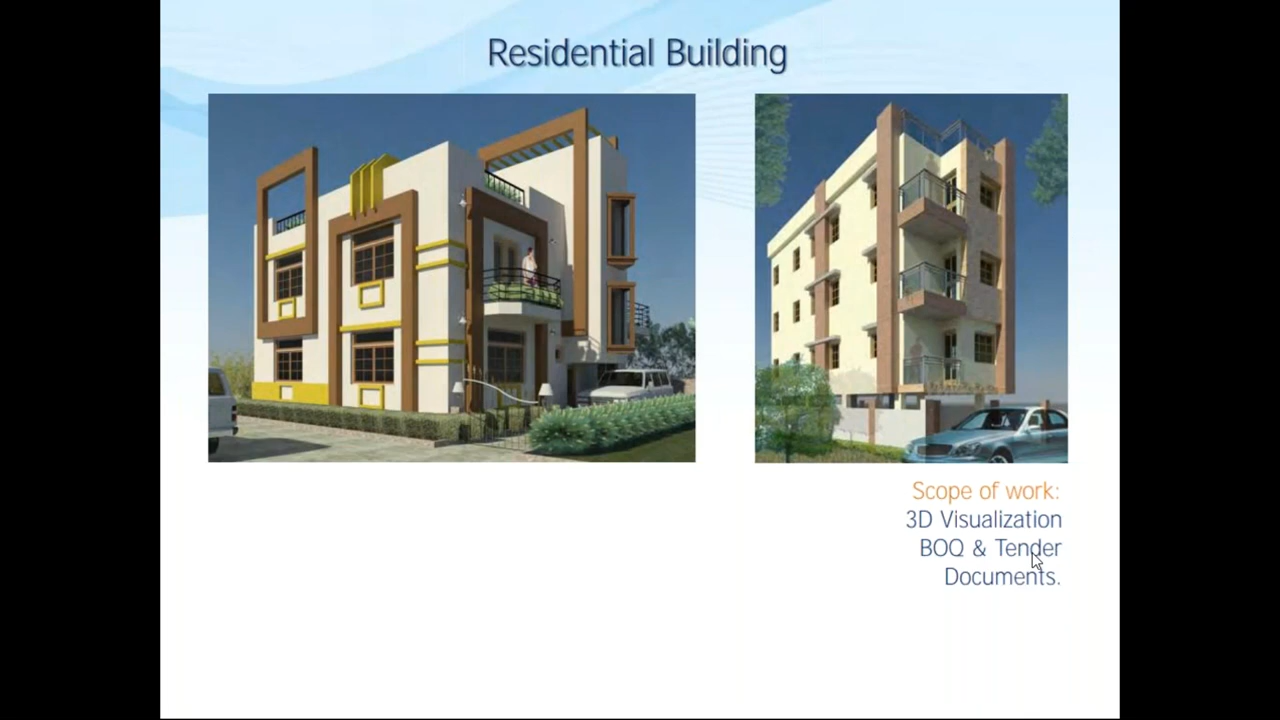 Residential Building
Scope of work:
3D Visualization
BOQ & Tender
Documents.